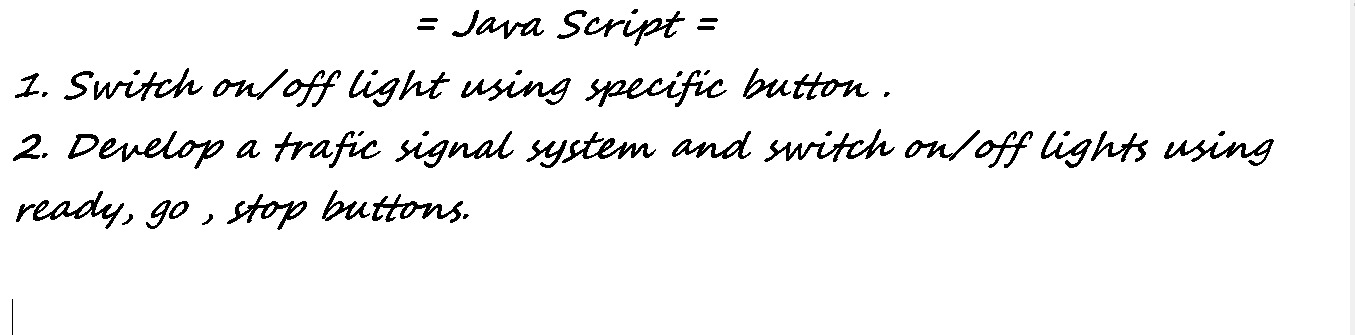 = Java Script =
1. Switch on/off light using specific button .
2. Develop a trafic signal system and switch on/off lights using
ready, go , stop buttons.